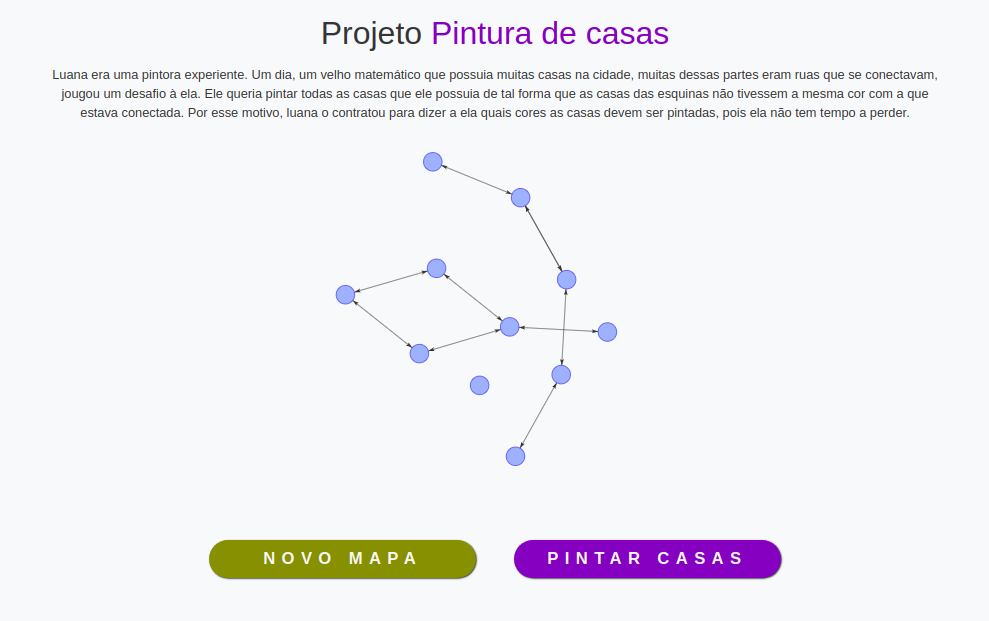 Projeto Pintura de casas
Luana era uma pintora experiente. Um dia, um velho matemático que possuia muitas casas na cidade, muitas dessas partes eram ruas que se conectavam,
jougou um desafio à ela. Ele queria pintar todas as casas que ele possuia de tal forma que as casas das esquinas não tivessem a mesma cor com a que
estava conectada. Por esse motivo, luana o contratou para dizer a ela quais cores as casas devem ser pintadas, pois ela não tem tempo a perder.
NOVO MAPA
PINTAR CASAS